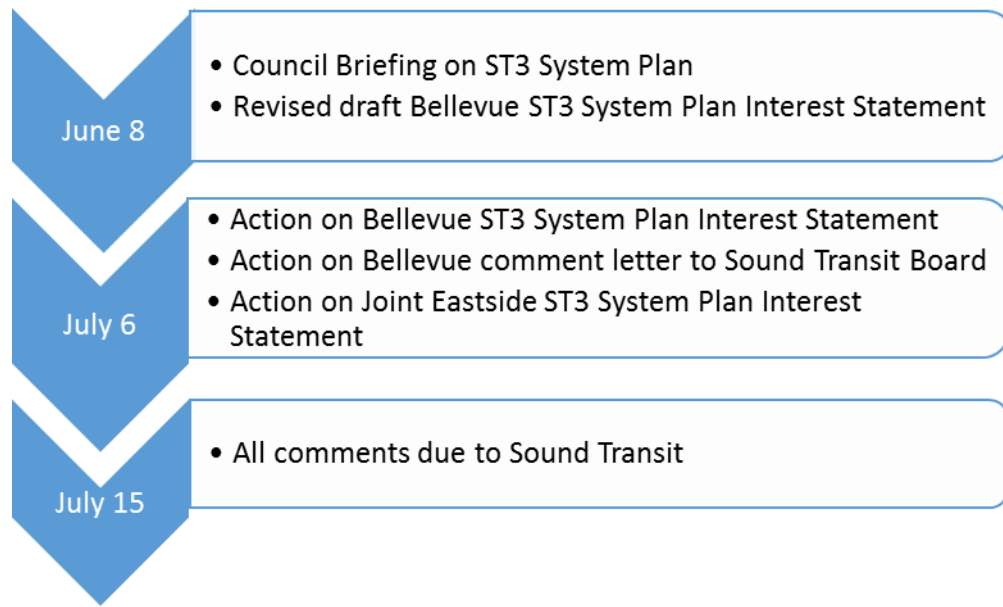 June 8
• Council Briefing on ST3 System Plan
• Revised draft Bellevue ST3 System Plan Interest Statement
July 6
• Action on Bellevue ST3 System Plan Interest Statement
• Action on Bellevue comment letter to Sound Transit Board
• Action on Joint Eastside ST3 System Plan Interest
Statement
July 15
• All comments due to Sound Transit